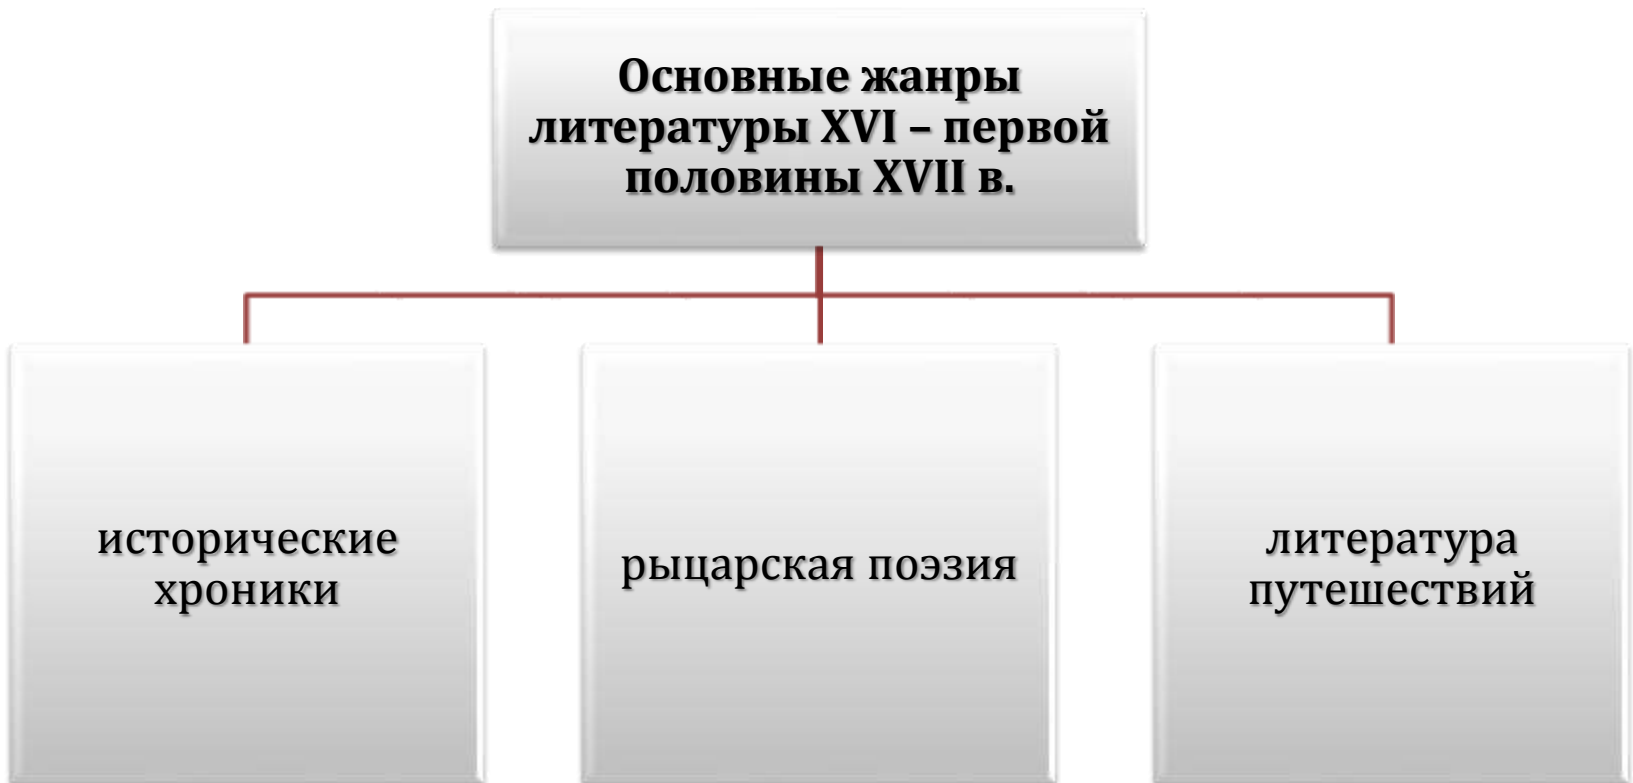 Основные жанры
литературы XVI – первой
половины XVII в.
исторические
хроники
рыцарская поэзия
литература
путешествий